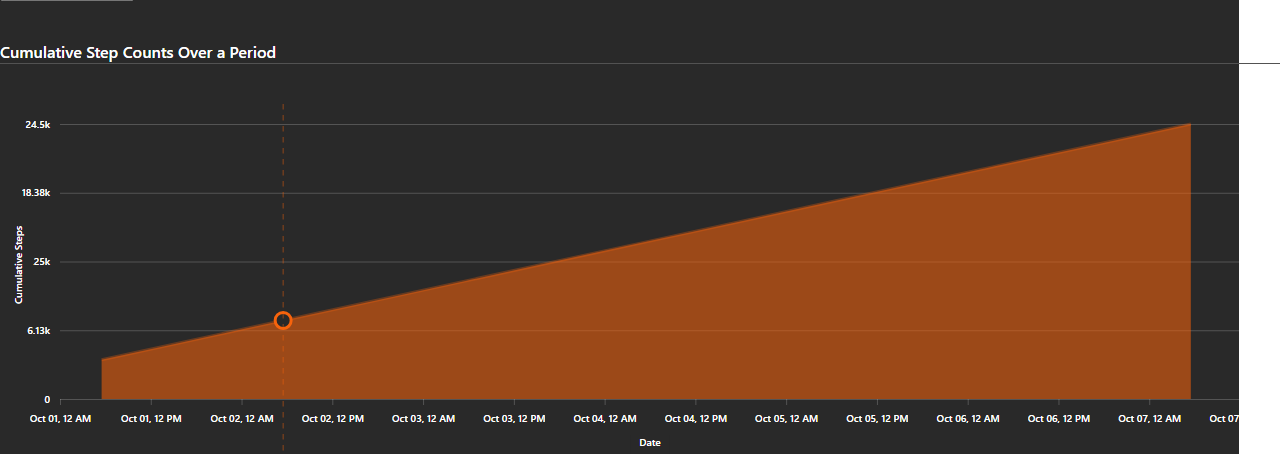 Cumulative Step Counts Over a Period
24.5k
18.38k
25k
6.13k
0
Cumulative Steps
Oct 01, 12 AM Oct 01, 12 PM Oct 02, 12 AM Oct 02, 12 PM Oct 03, 12 AM Oct 03, 12 PM Oct 04, 12 AM Oct 04, 12 PM Oct 05, 12 AM Oct 05, 12 PM Oct 06, 12 AM Oct 06, 12 PM Oct 07, 12 AM Oct 07
Date